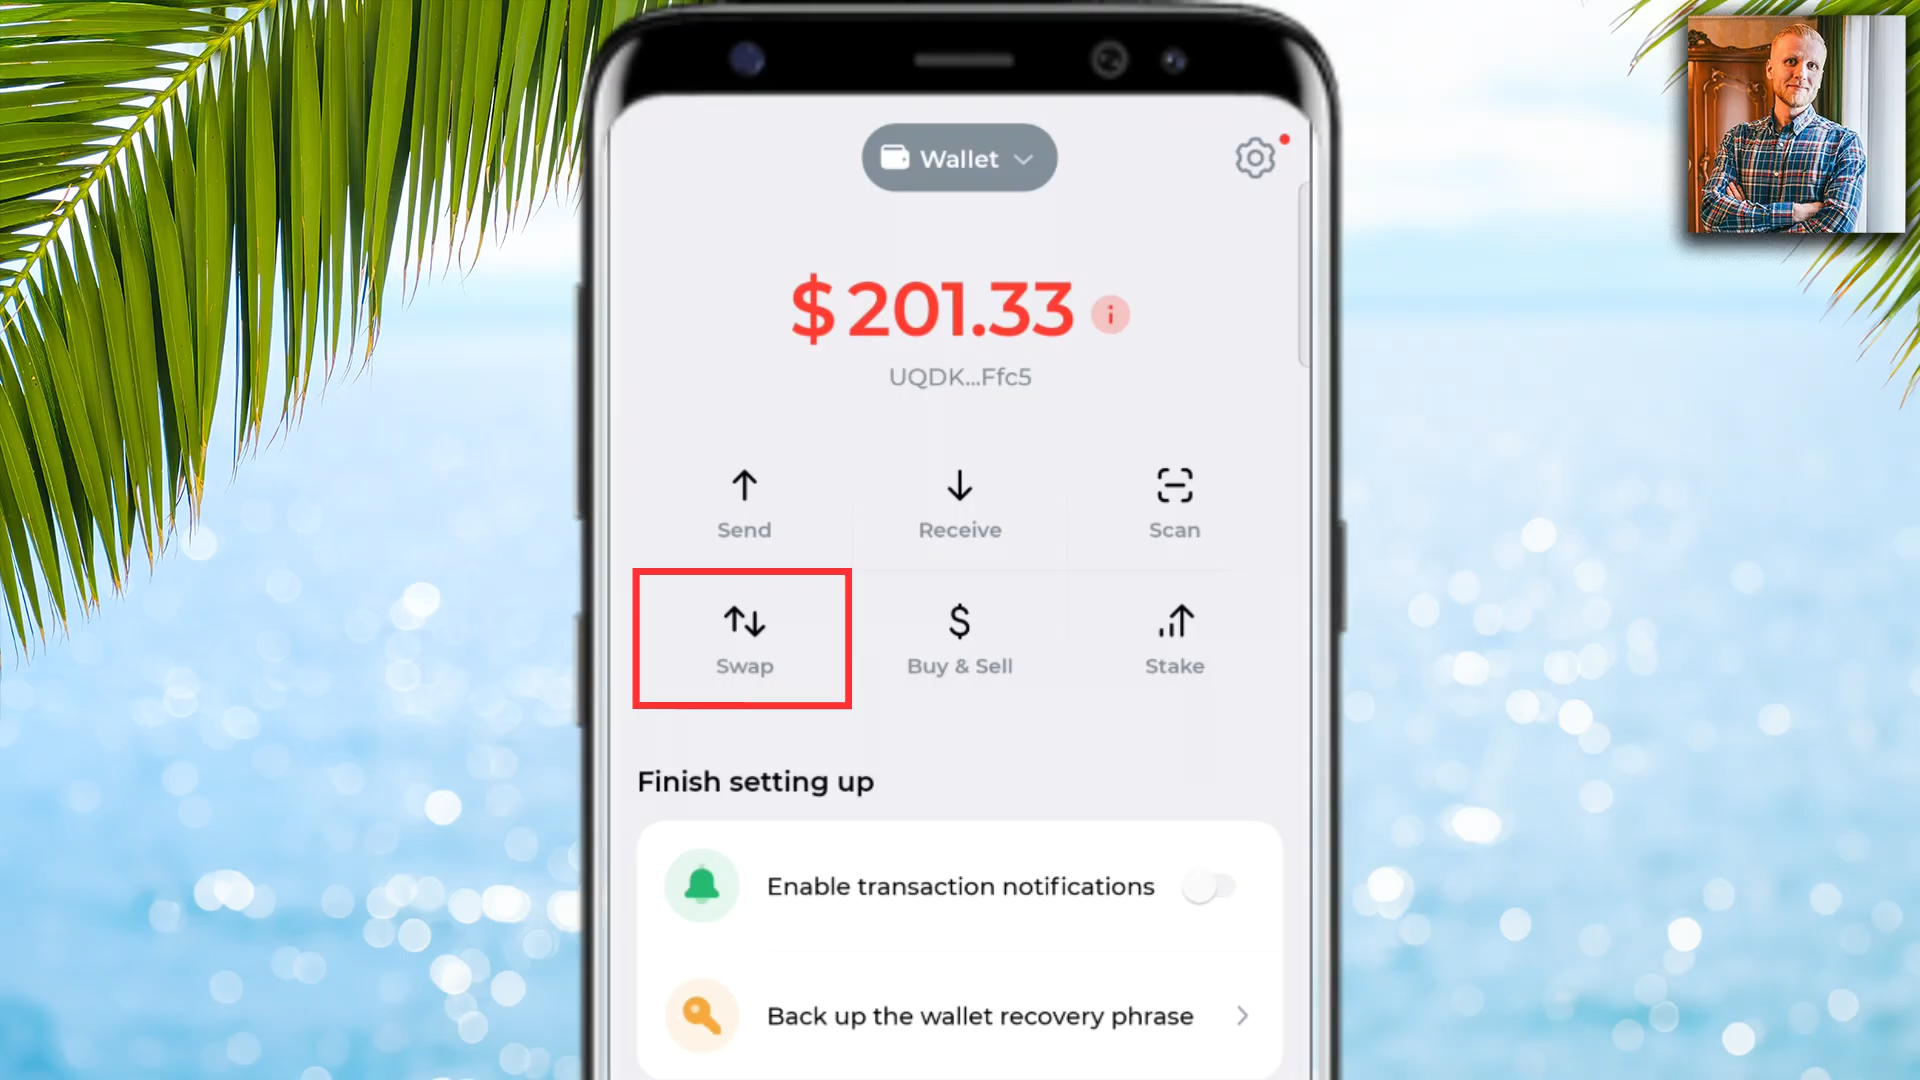 Wallet
$ 201.33
UQDK...Ffc5
Send
Receive
Scan
Swap
Buy & Sell
Stake
Finish setting up
Enable transaction notifications
Back up the wallet recovery phrase